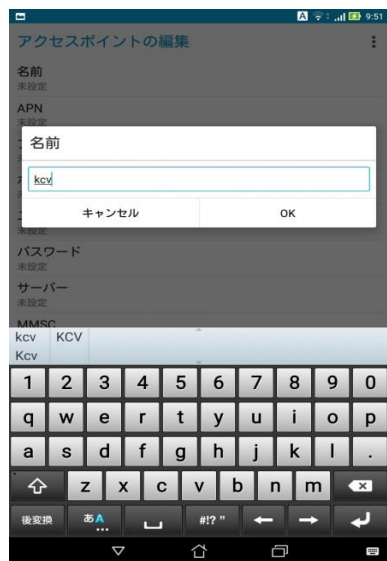 A 9:51
アクセスポイントの編集
名前
未設定
APN
未設定
名前
kcv
キャンセル OK
未設定
パスワード
未設定
サーバー
未設定
MMSC
kcv KCV
Kcv
1 2 3 4 5 6 7 8 9 0
q w e r t y u i o p
a s d f g h j k l .
z x c v b n m
後変換 あA #!?"